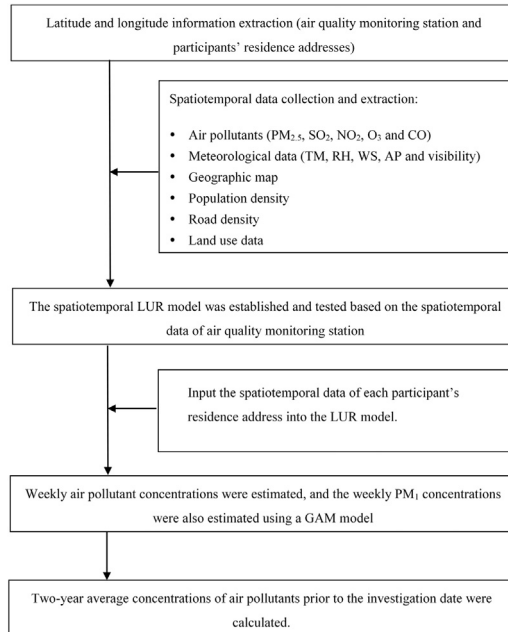 Latitude and longitude information extraction (air quality monitoring station and
participants’ residence addresses)
Spatiotemporal data collection and extraction:
• Air pollutants (PM₂.₅, SO₂, NO₂, O₃ and CO)
• Meteorological data (TM, RH, WS, AP and visibility)
• Geographic map
• Population density
• Road density
• Land use data
The spatiotemporal LUR model was established and tested based on the spatiotemporal
data of air quality monitoring station
Input the spatiotemporal data of each participant’s
residence address into the LUR model.
Weekly air pollutant concentrations were estimated, and the weekly PM₁ concentrations
were also estimated using a GAM model
Two-year average concentrations of air pollutants prior to the investigation date were
calculated.